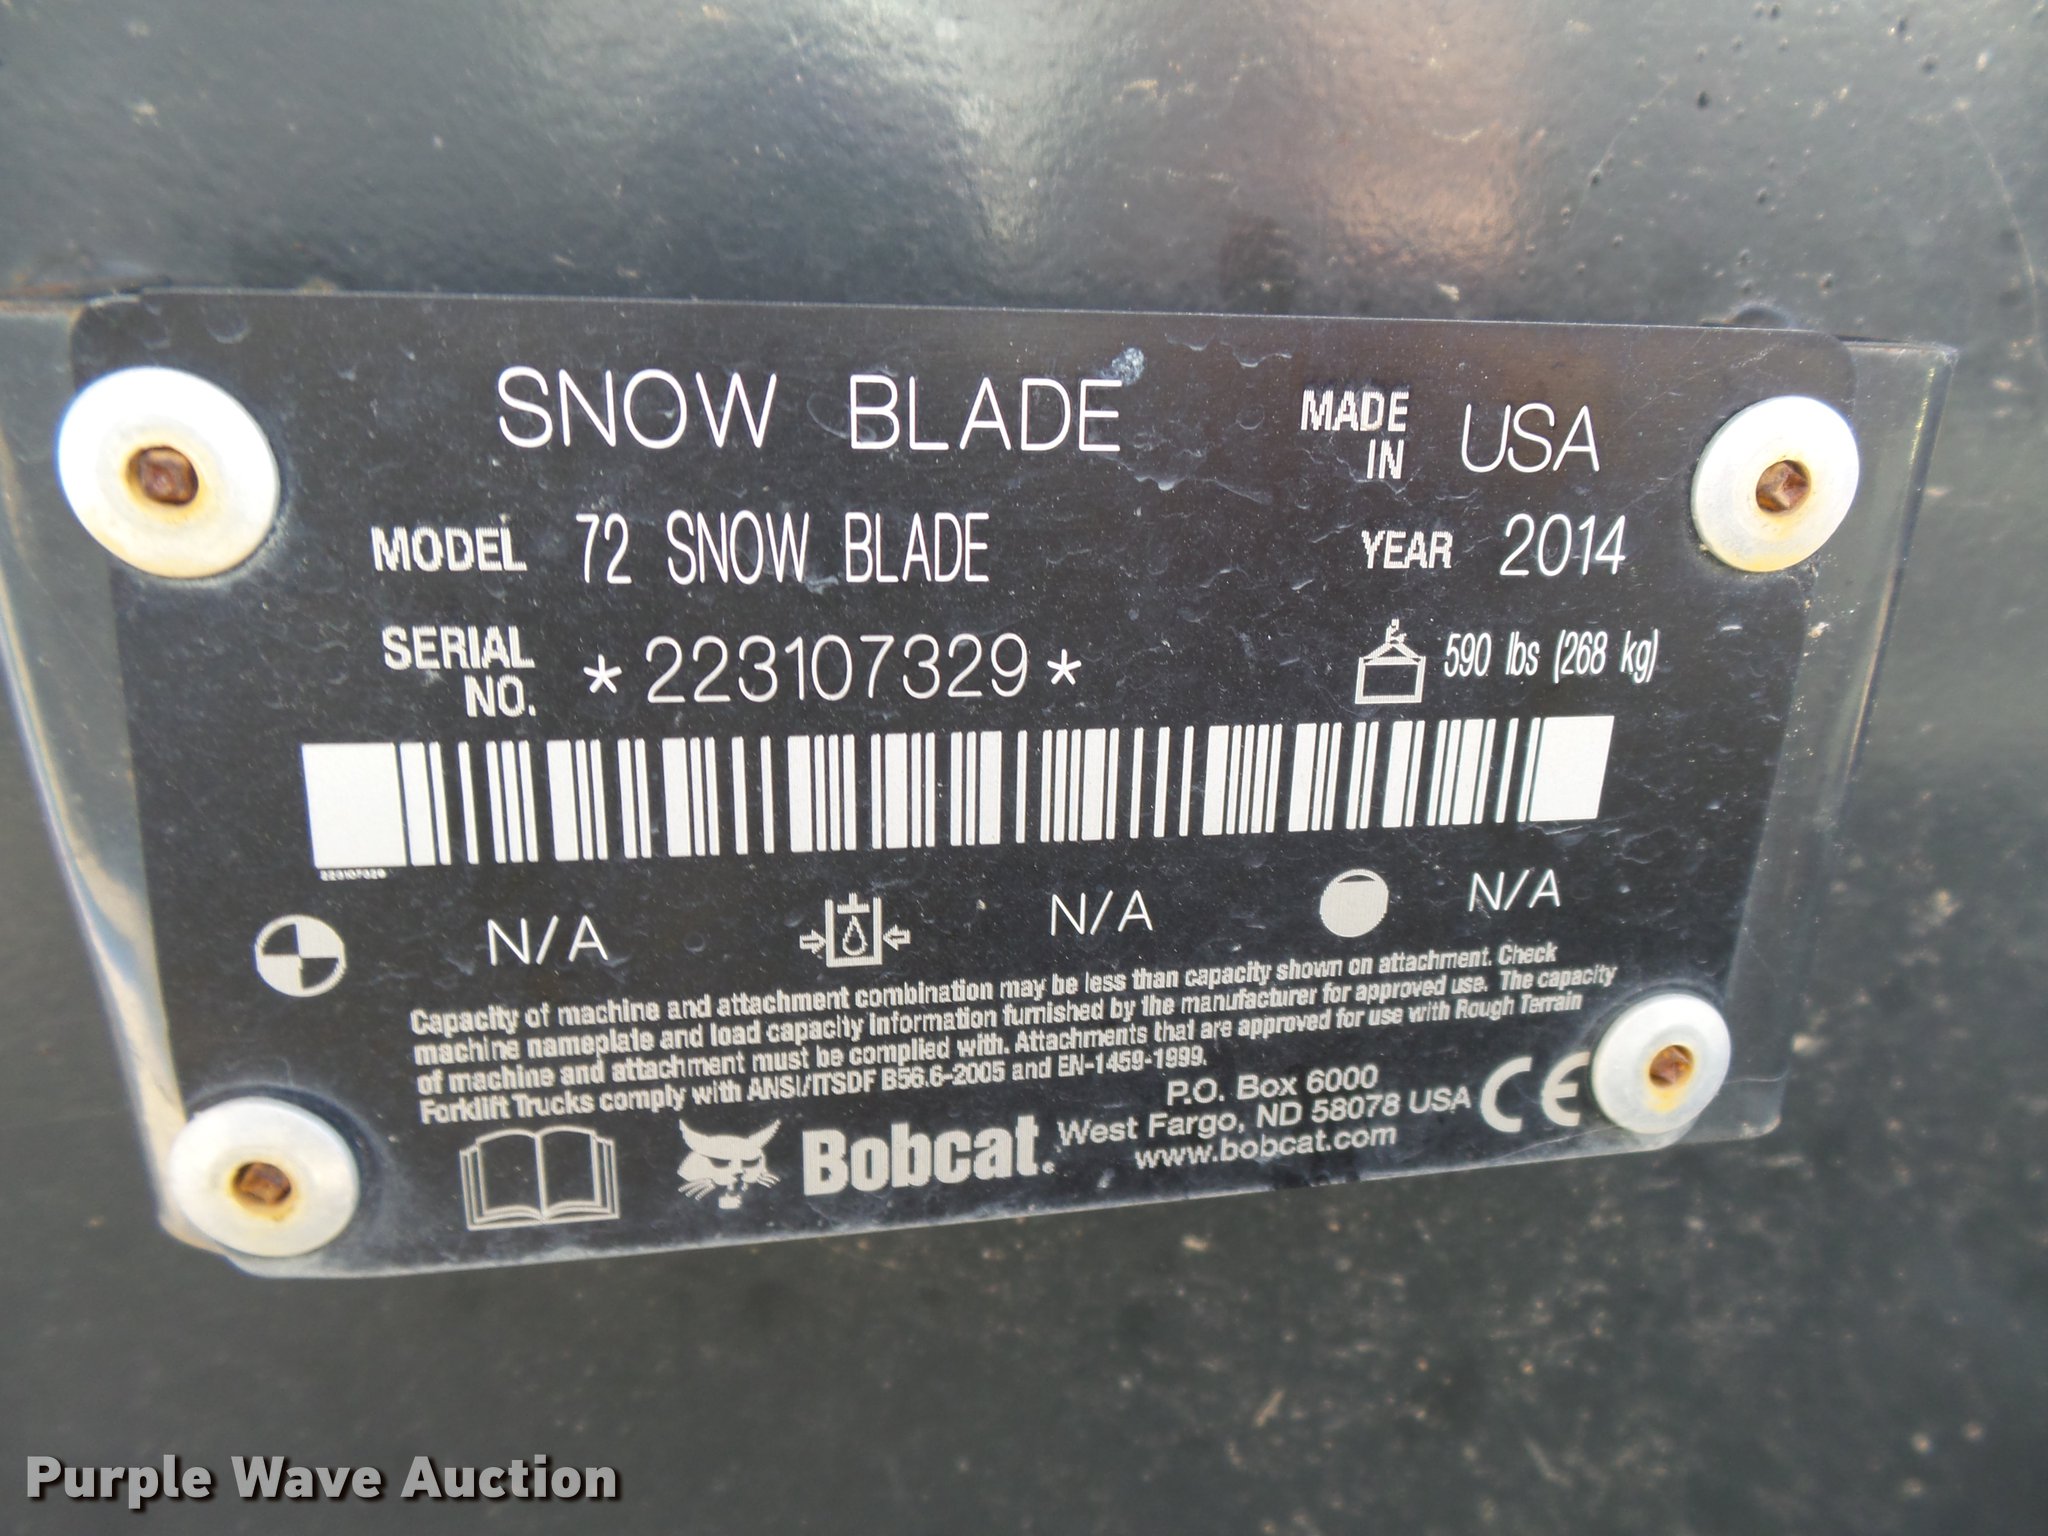 SNOW BLADE
MADE IN USA
MODEL 72 SNOW BLADE
YEAR 2014
SERIAL NO. *223107329*
590 lbs (268 kg)
223107329
N/A
N/A
N/A
Capacity of machine and attachment combination may be less than capacity shown on attachment. Check
machine nameplate and load capacity information furnished by the manufacturer for approved use. The capacity
of machine and attachment must be complied with. Attachments that are approved for use with Rough Terrain
Forklift Trucks comply with ANSI/ITSDF B56.6-2005 and EN-1459-1999.
Bobcat.
P.O. Box 6000
West Fargo, ND 58078 USA
www.bobcat.com
CE
Purple Wave Auction